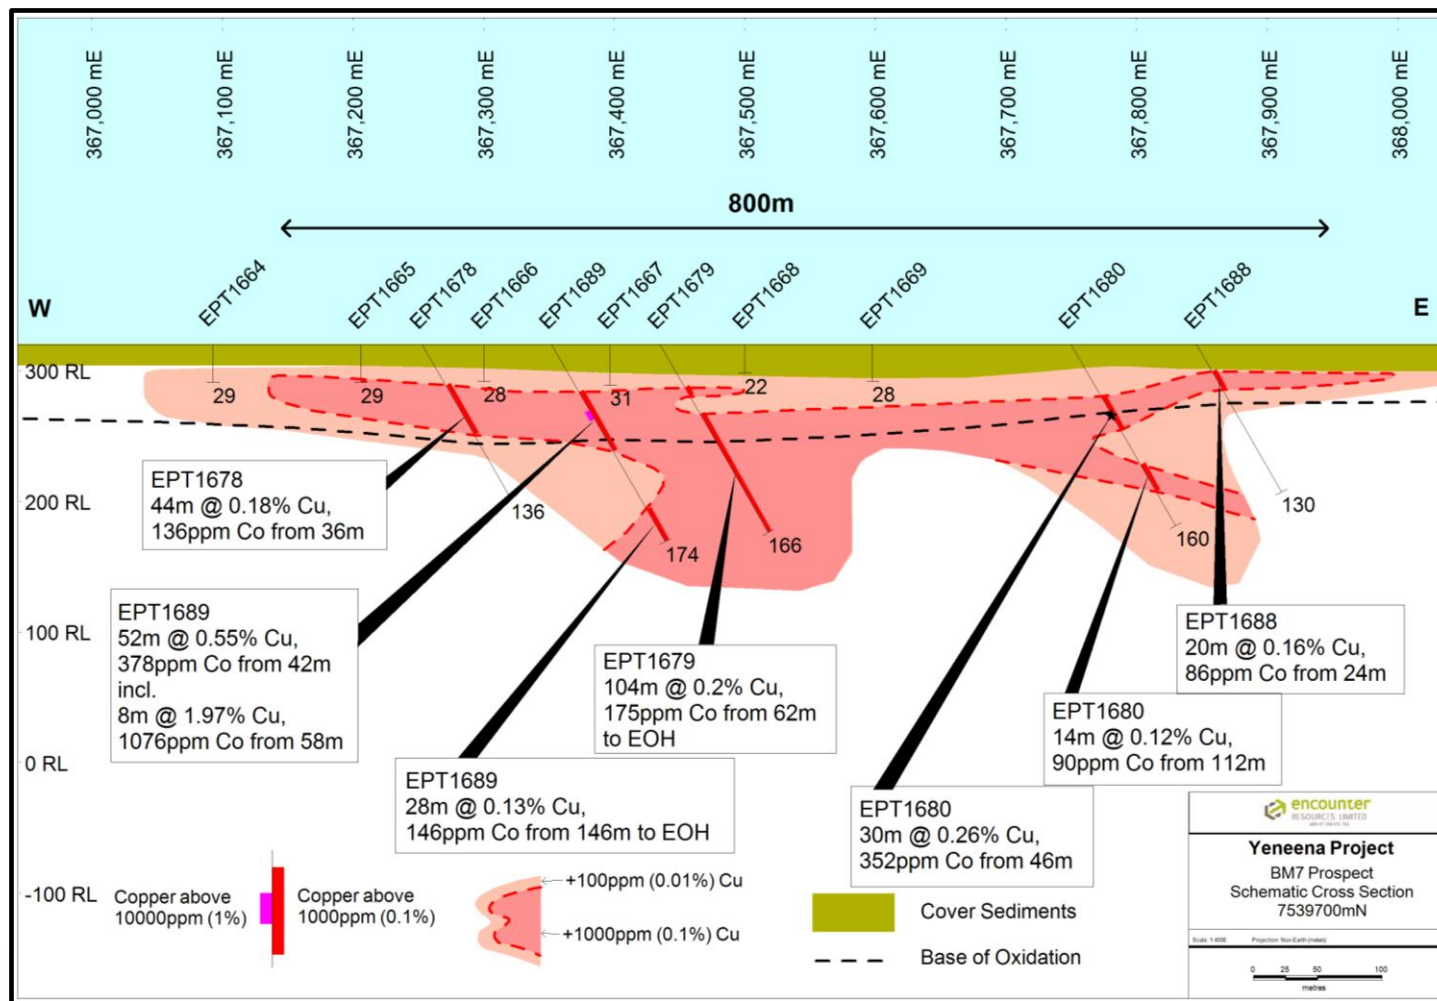 367,000 mE
367,100 mE
367,200 mE
367,300 mE
367,400 mE
367,500 mE
367,600 mE
367,700 mE
367,800 mE
367,900 mE
368,000 mE
800m
W
EPT1664
EPT1665
EPT1678
EPT1666
EPT1689
EPT1667
EPT1679
EPT1668
EPT1669
EPT1680
EPT1688
E
300 RL
29
29
28
31
22
28
200 RL
136
174
166
160
130
EPT1678
44m @ 0.18% Cu,
136ppm Co from 36m
EPT1689
52m @ 0.55% Cu,
378ppm Co from 42m
incl.
8m @ 1.97% Cu,
1076ppm Co from 58m
EPT1679
104m @ 0.2% Cu,
175ppm Co from 62m
to EOH
EPT1688
20m @ 0.16% Cu,
86ppm Co from 24m
100 RL
EPT1680
14m @ 0.12% Cu,
90ppm Co from 112m
0 RL
EPT1689
28m @ 0.13% Cu,
146ppm Co from 146m to EOH
EPT1680
30m @ 0.26% Cu,
352ppm Co from 46m
-100 RL
Copper above
10000ppm (1%)
Copper above
1000ppm (0.1%)
+100ppm (0.01%) Cu
+1000ppm (0.1%) Cu
Cover Sediments
Base of Oxidation
encounter
RESOURCES LIMITED
Yeneena Project
BM7 Prospect
Schematic Cross Section
7539700mN
Projection: Non-Earth (metres)
0 25 50 100
metres